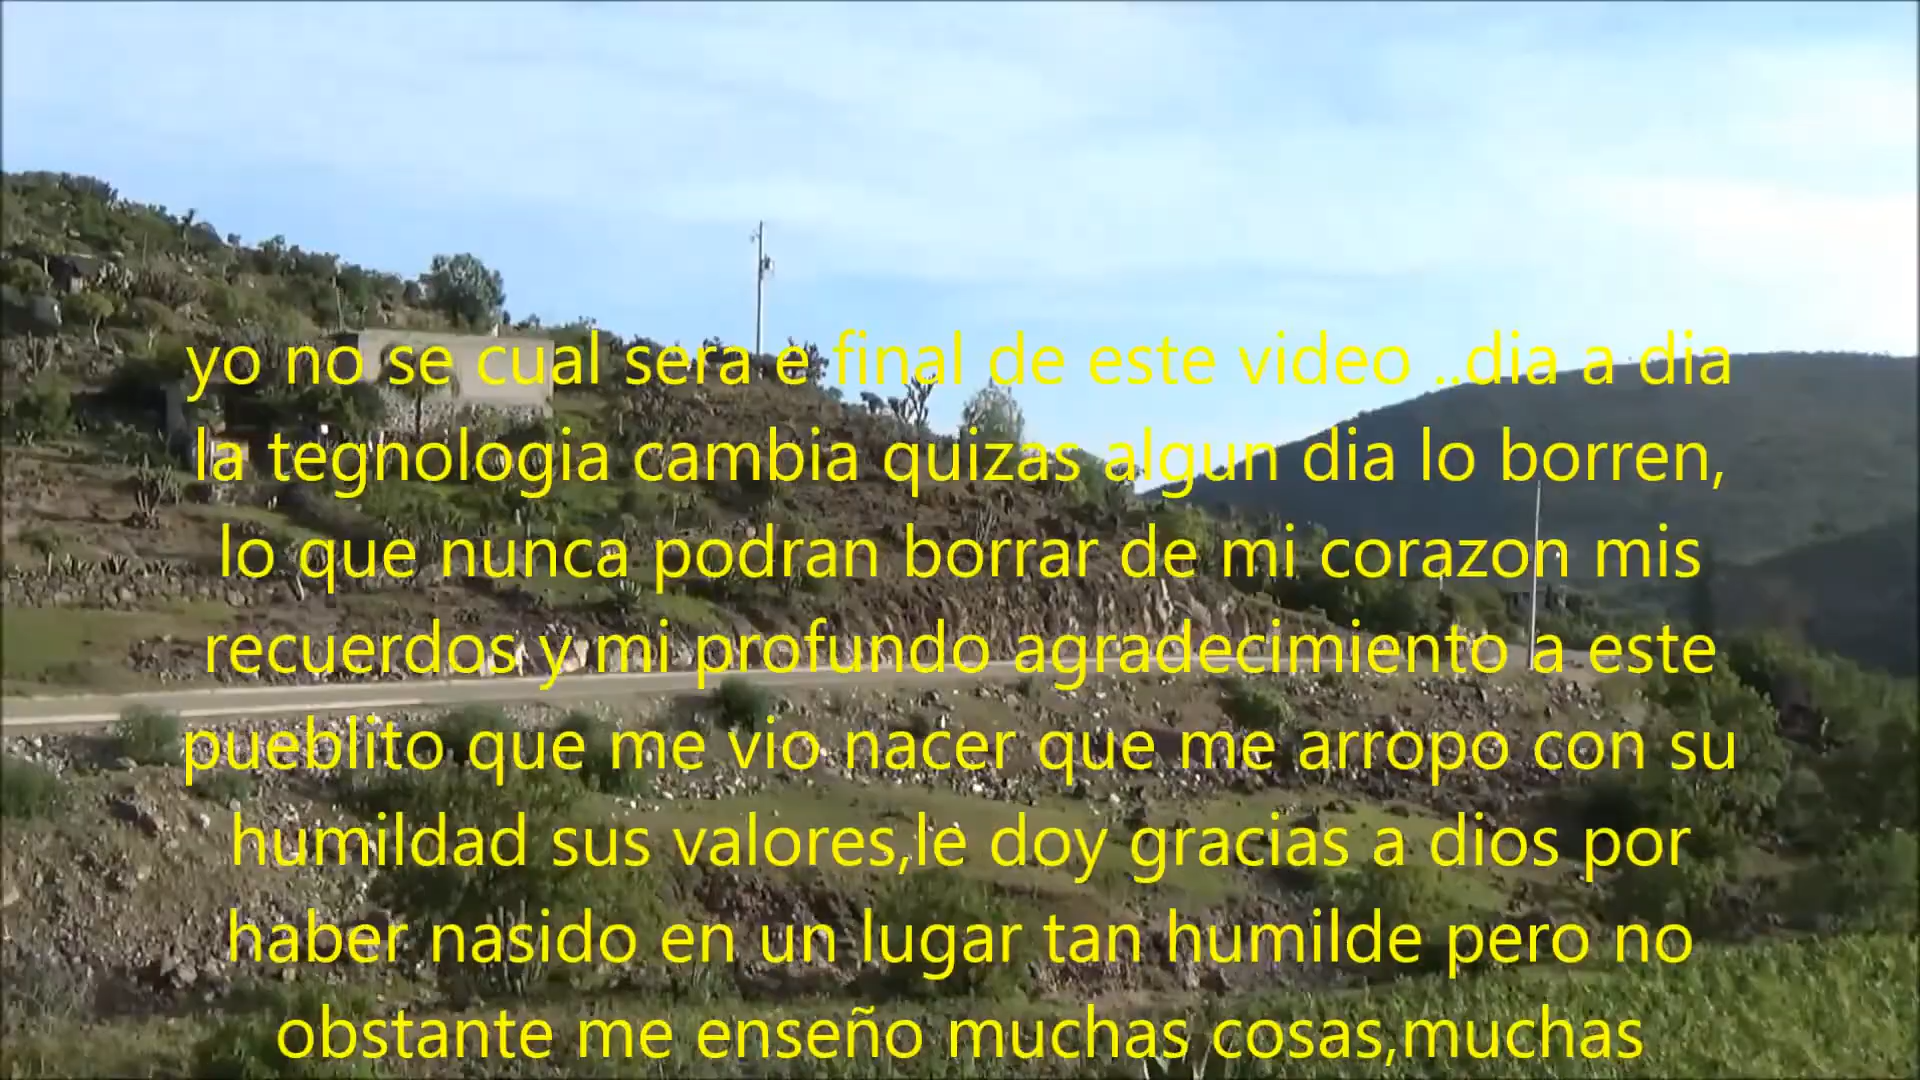 yo no se cual sera e final de este video ..dia a dia
la tegnologia cambia quizas algun dia lo borren,
lo que nunca podran borrar de mi corazon mis
recuerdos y mi profundo agradecimiento a este
pueblito que me vio nacer que me arropo con su
humildad sus valores,le doy gracias a dios por
haber nasido en un lugar tan humilde pero no
obstante me enseño muchas cosas,muchas